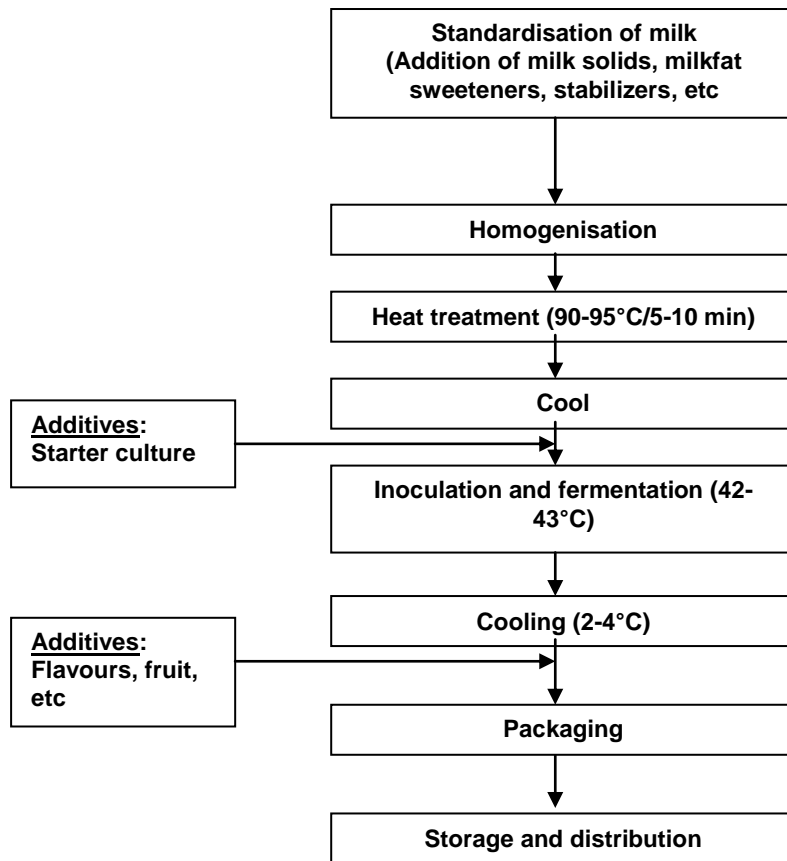 Standardisation of milk
(Addition of milk solids, milkfat
sweeteners, stabilizers, etc
Homogenisation
Heat treatment (90-95°C/5-10 min)
Cool
Additives:
Starter culture
Inoculation and fermentation (42-
43°C)
Cooling (2-4°C)
Additives:
Flavours, fruit,
etc
Packaging
Storage and distribution